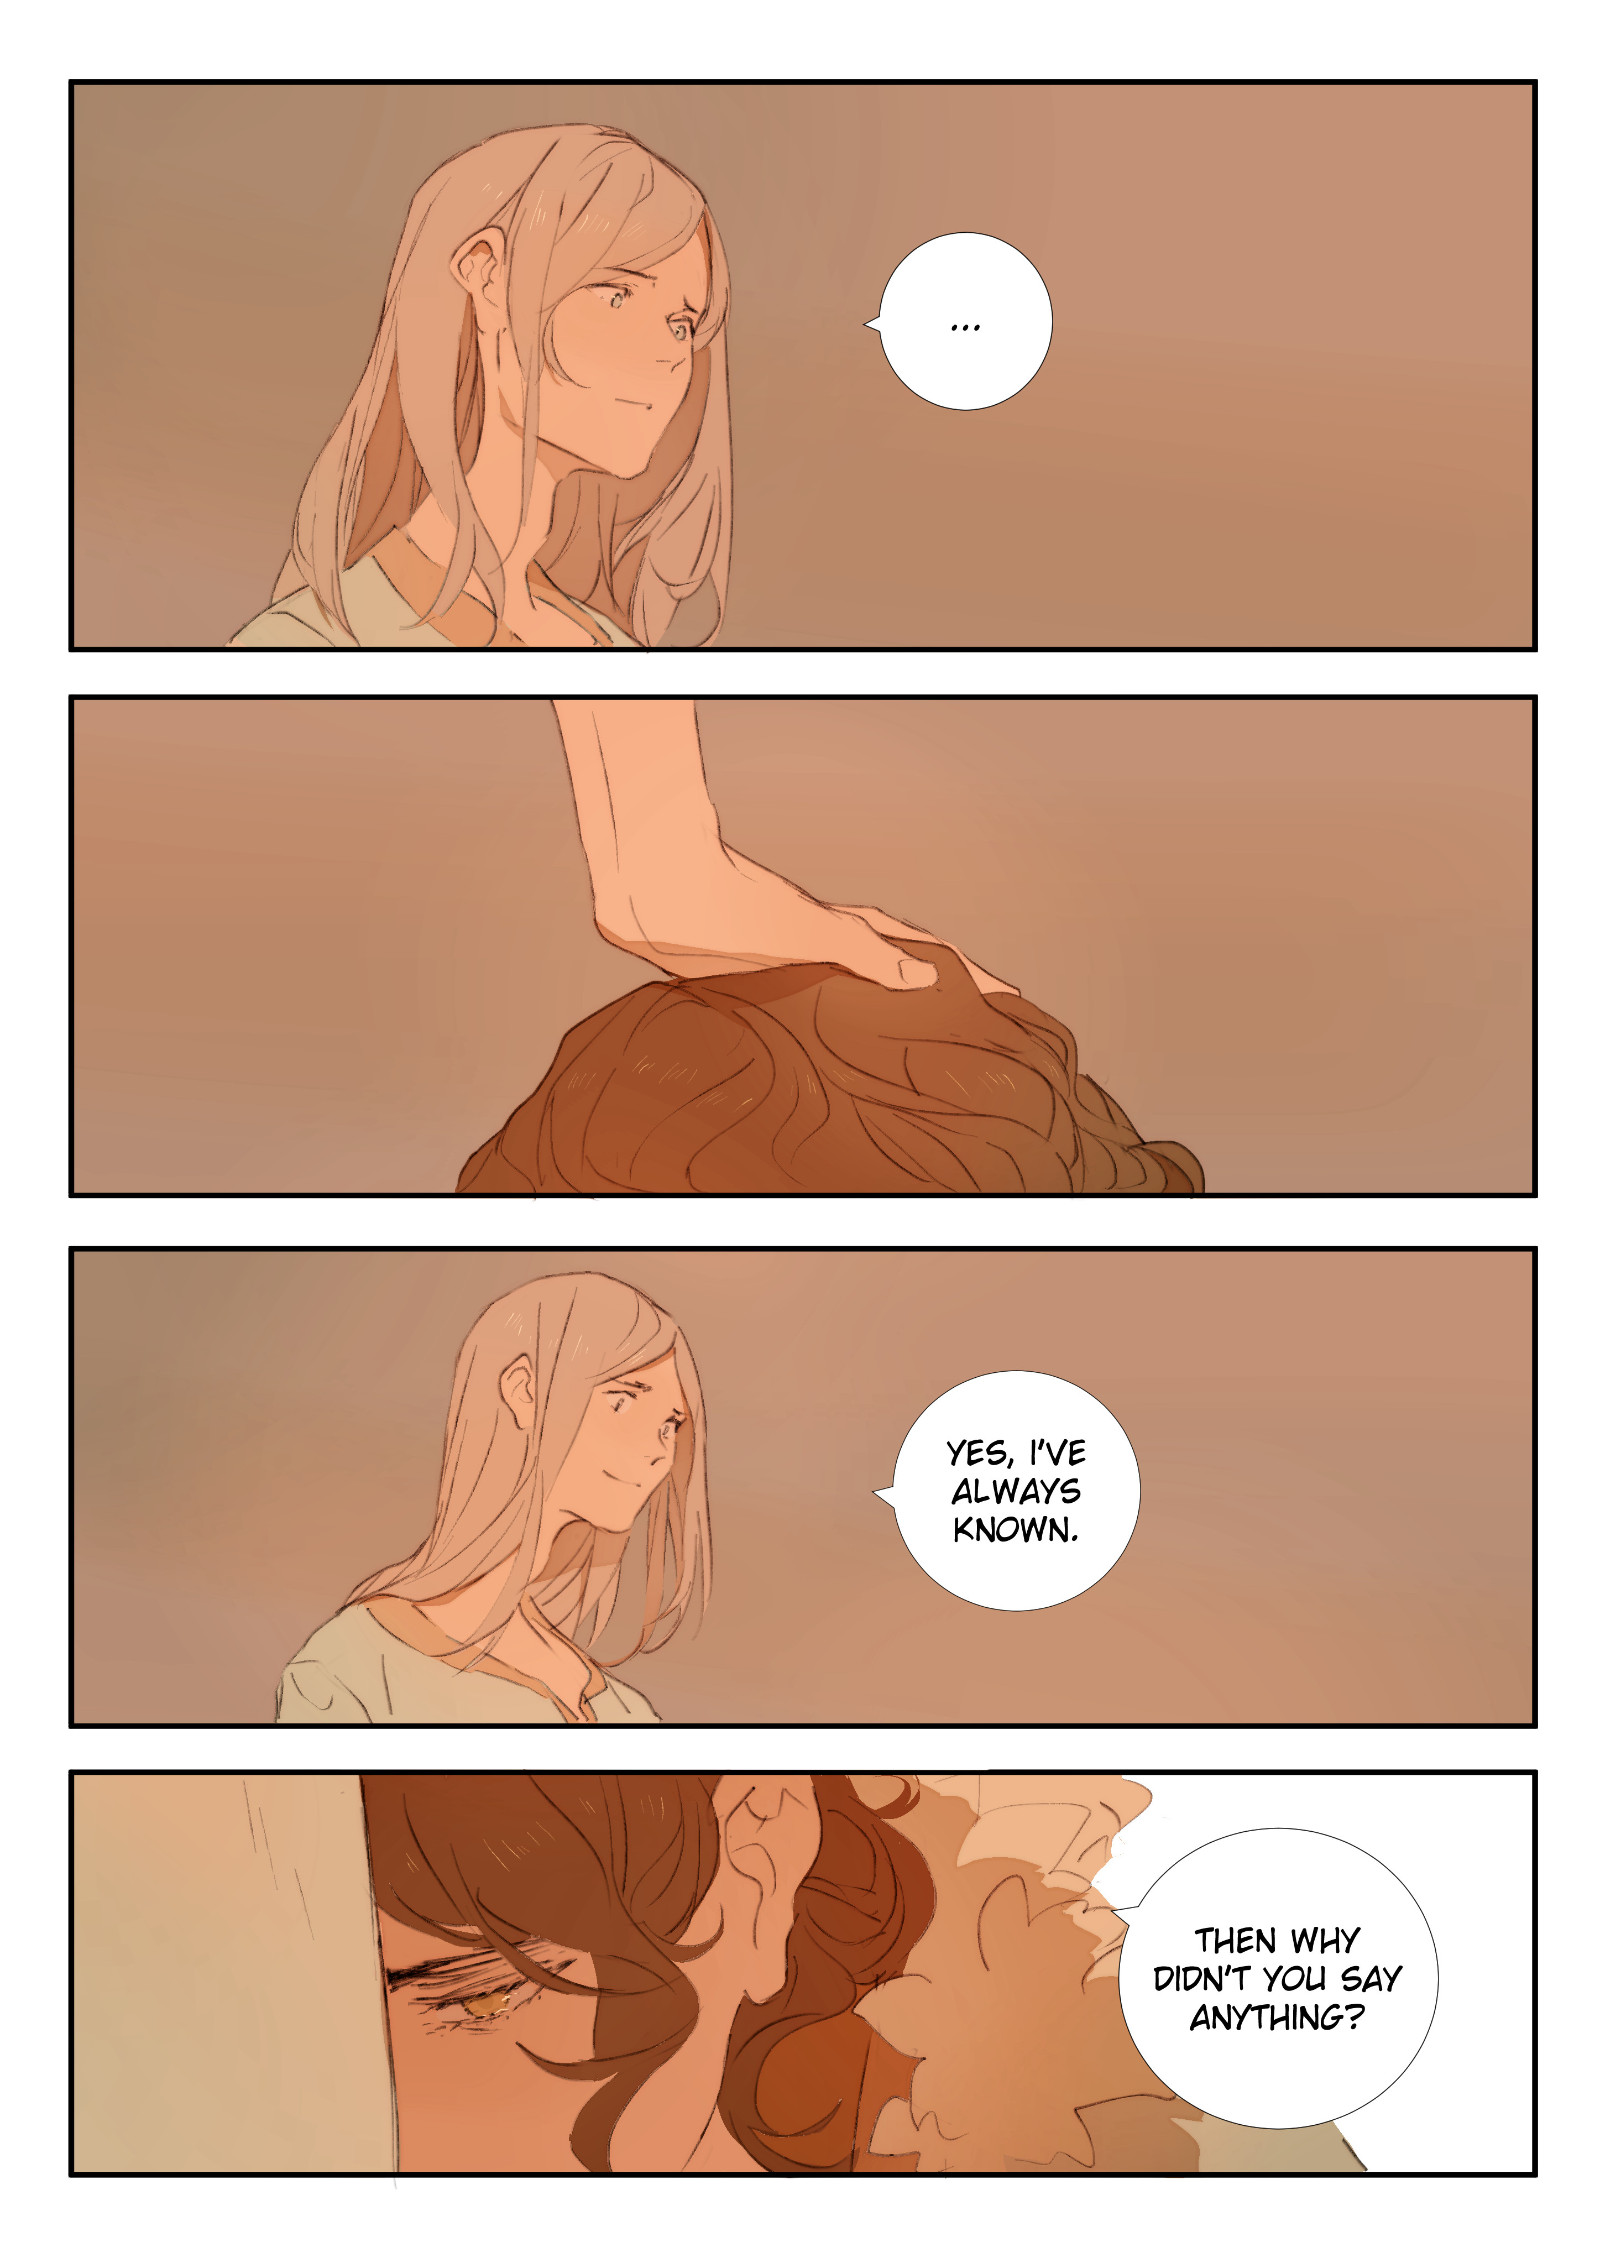 ...
YES, I'VE
ALWAYS
KNOWN.
THEN WHY
DIDN'T YOU SAY
ANYTHING?